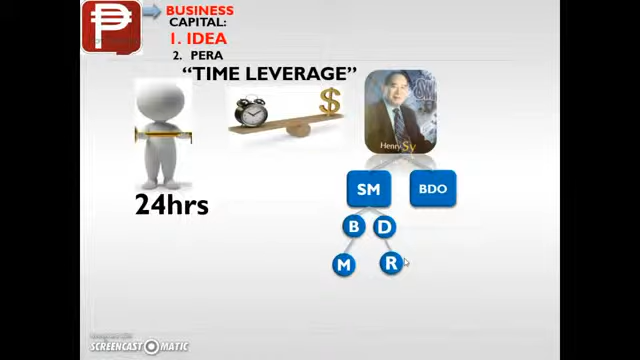 BUSINESS
CAPITAL:
1. IDEA
2. PERA
“TIME LEVERAGE”
Henry Sy
24hrs
SM
BDO
B
D
M
R
SCREENCAST MATIC